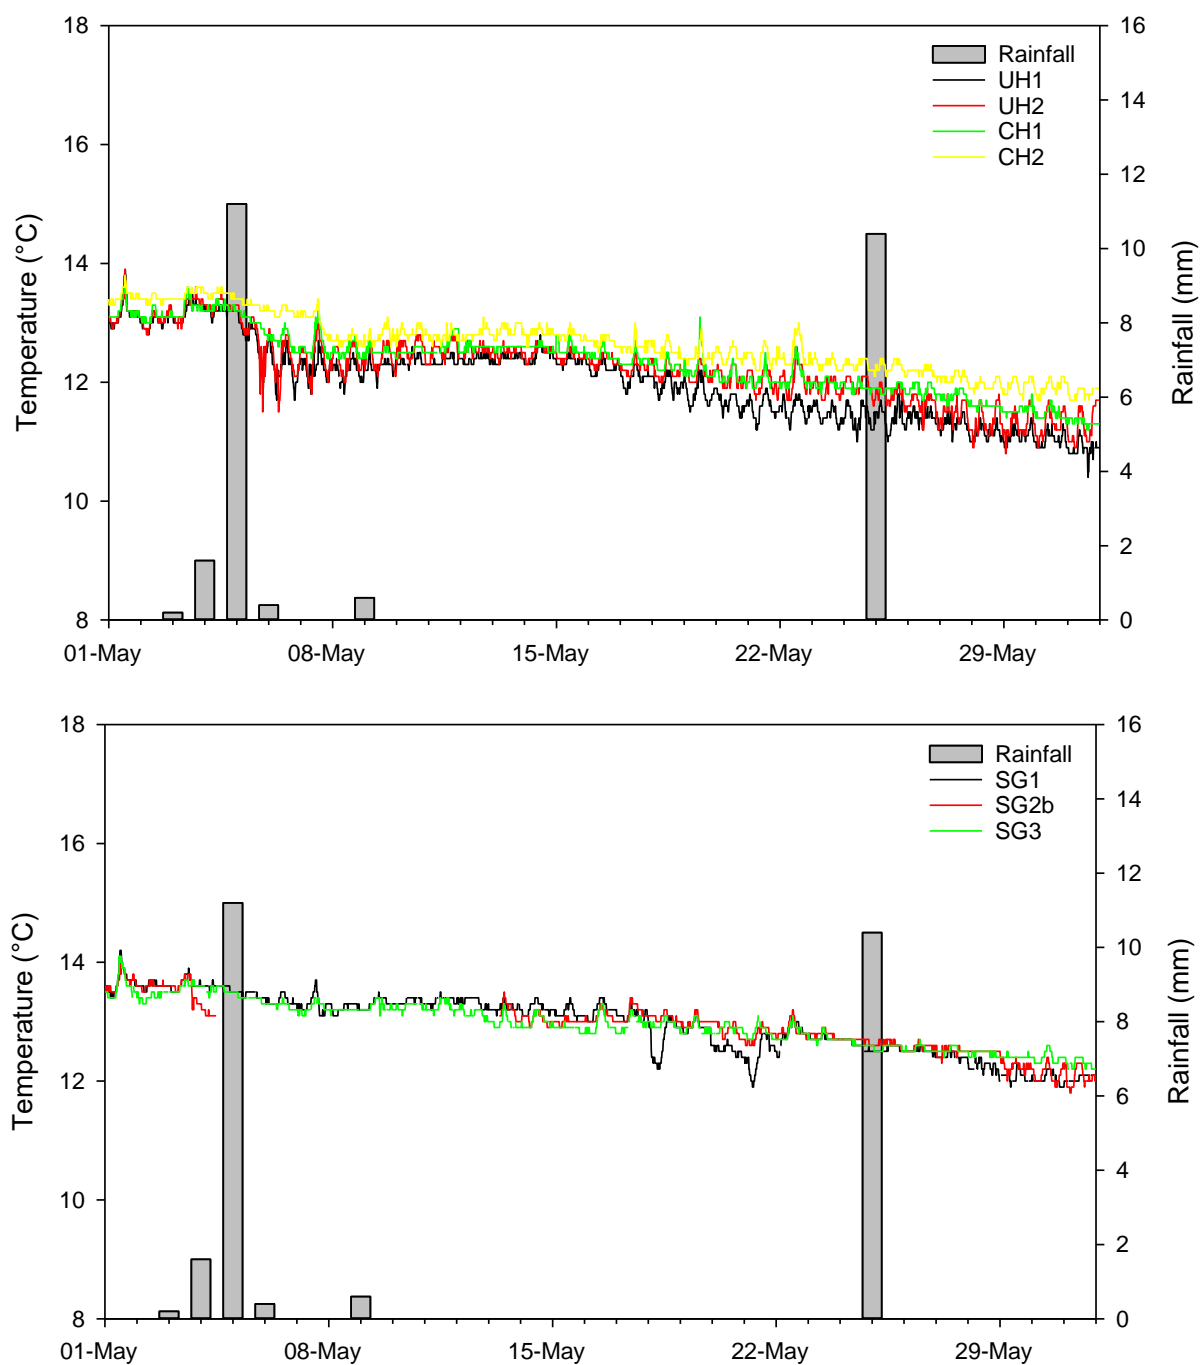 18
16
14
12
10
8
Temperature (°C)
16
14
12
10
8
6
4
2
0
Rainfall (mm)
Rainfall
UH1
UH2
CH1
CH2
01-May
08-May
15-May
22-May
29-May
18
16
14
12
10
8
Temperature (°C)
16
14
12
10
8
6
4
2
0
Rainfall (mm)
Rainfall
SG1
SG2b
SG3
01-May
08-May
15-May
22-May
29-May